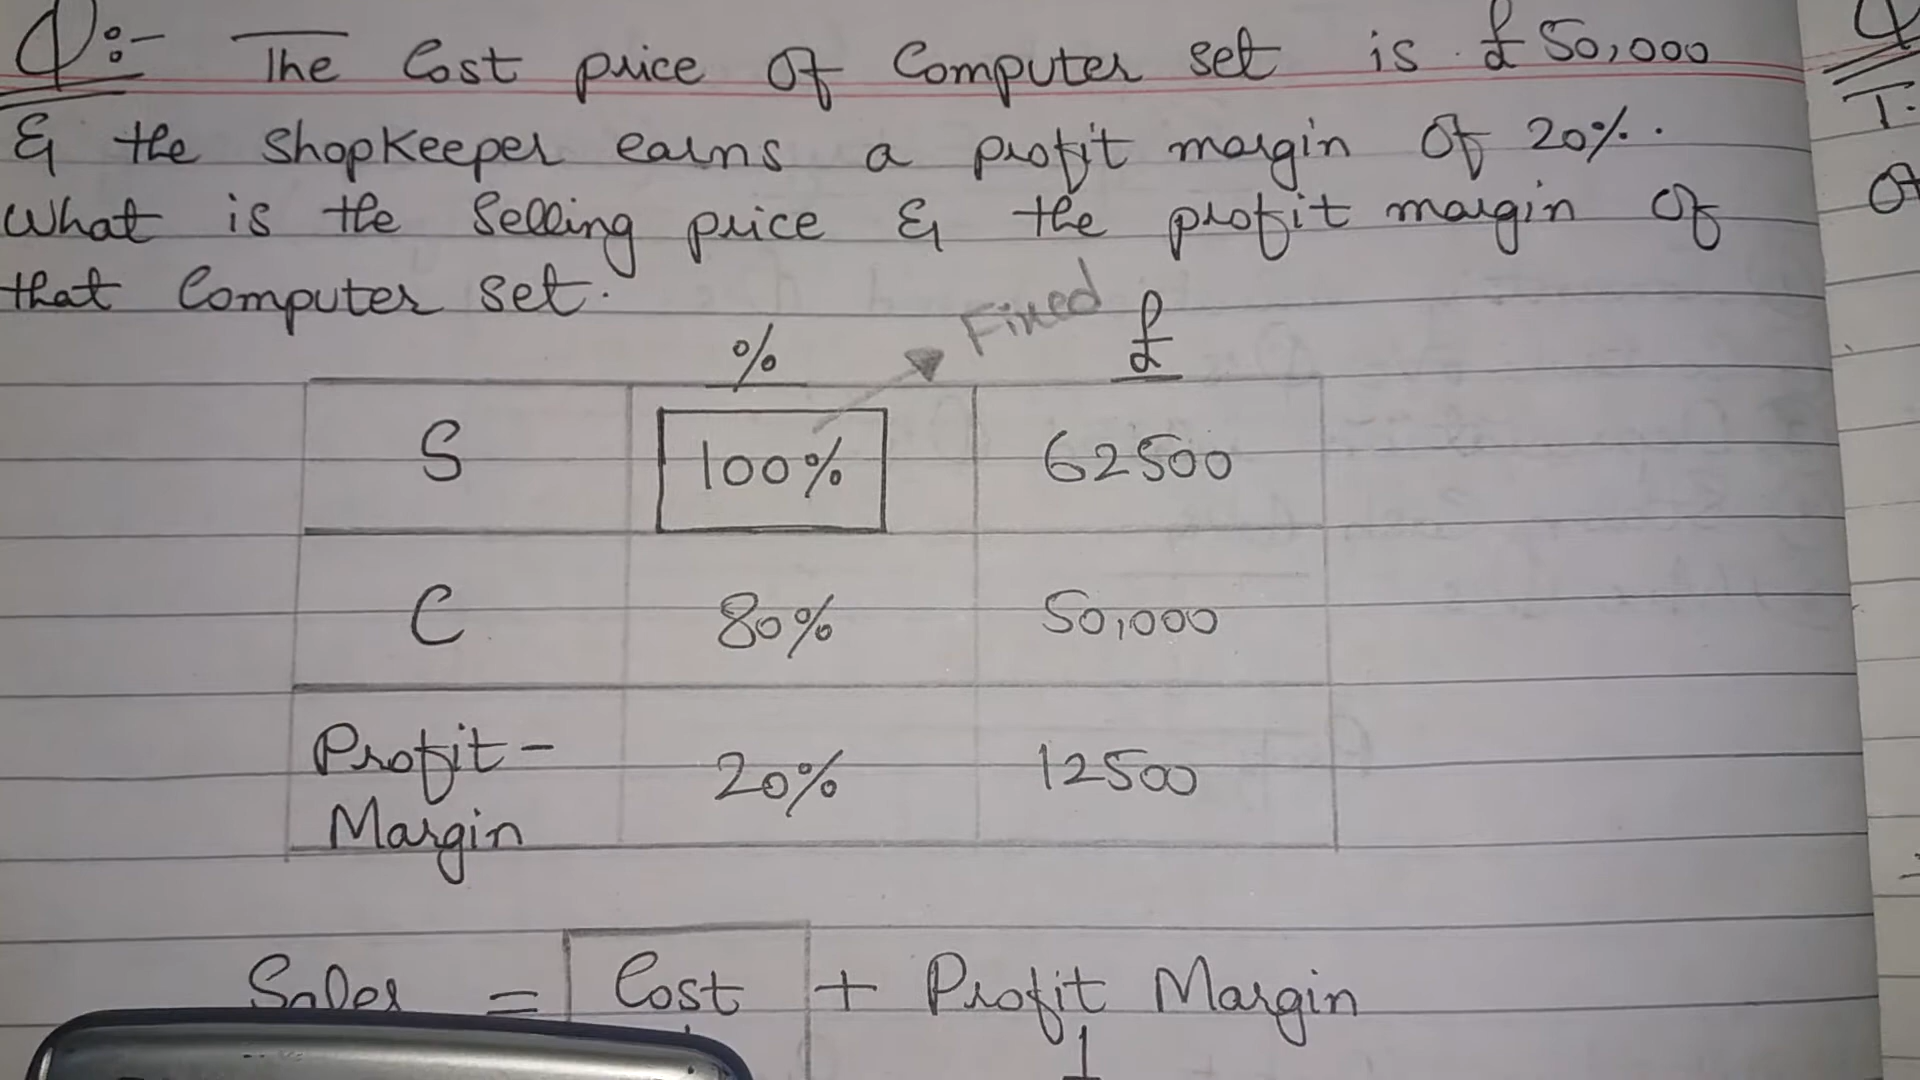 Q:- The Cost price of Computer set is £50,000
& the shopkeeper earns a profit margin of 20%.
What is the Selling price & the profit margin of
that Computer set.
Fixed
% £
S 100% 62500
C 80% 50,000
Profit- 20% 12500
Margin
Sales = Cost + Profit Margin